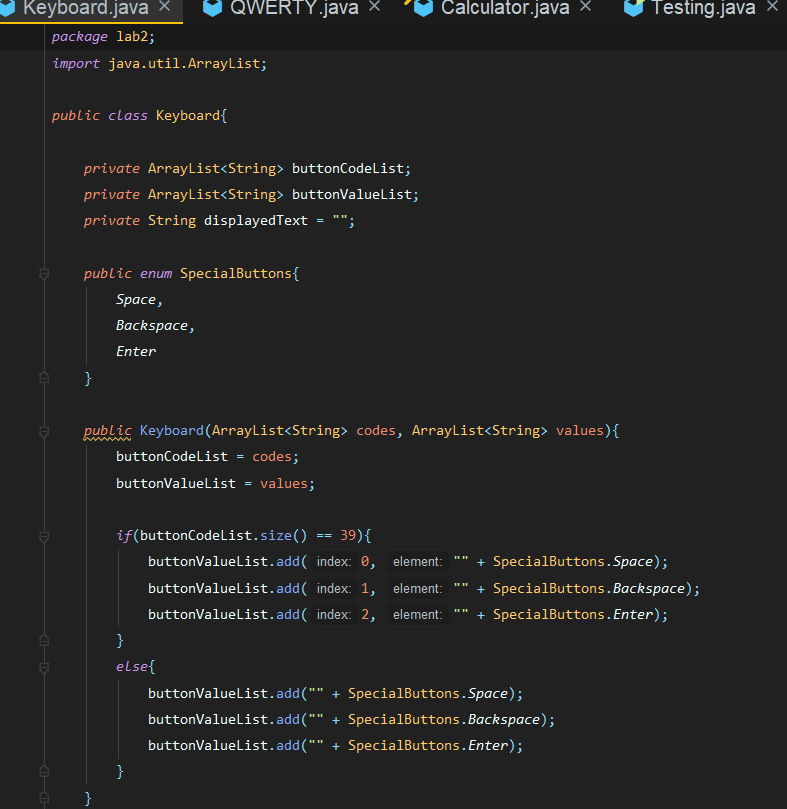 Keyboard.java × QWERTY.java × Calculator.java × Testing.java ×
package lab2;
import java.util.ArrayList;
public class Keyboard{
private ArrayList<String> buttonCodeList;
private ArrayList<String> buttonValueList;
private String displayedText = "";
public enum SpecialButtons{
Space,
Backspace,
Enter
}
public Keyboard(ArrayList<String> codes, ArrayList<String> values){
buttonCodeList = codes;
buttonValueList = values;
if(buttonCodeList.size() == 39){
buttonValueList.add( index: 0, element: "" + SpecialButtons.Space);
buttonValueList.add( index: 1, element: "" + SpecialButtons.Backspace);
buttonValueList.add( index: 2, element: "" + SpecialButtons.Enter);
}
else{
buttonValueList.add("" + SpecialButtons.Space);
buttonValueList.add("" + SpecialButtons.Backspace);
buttonValueList.add("" + SpecialButtons.Enter);
}
}